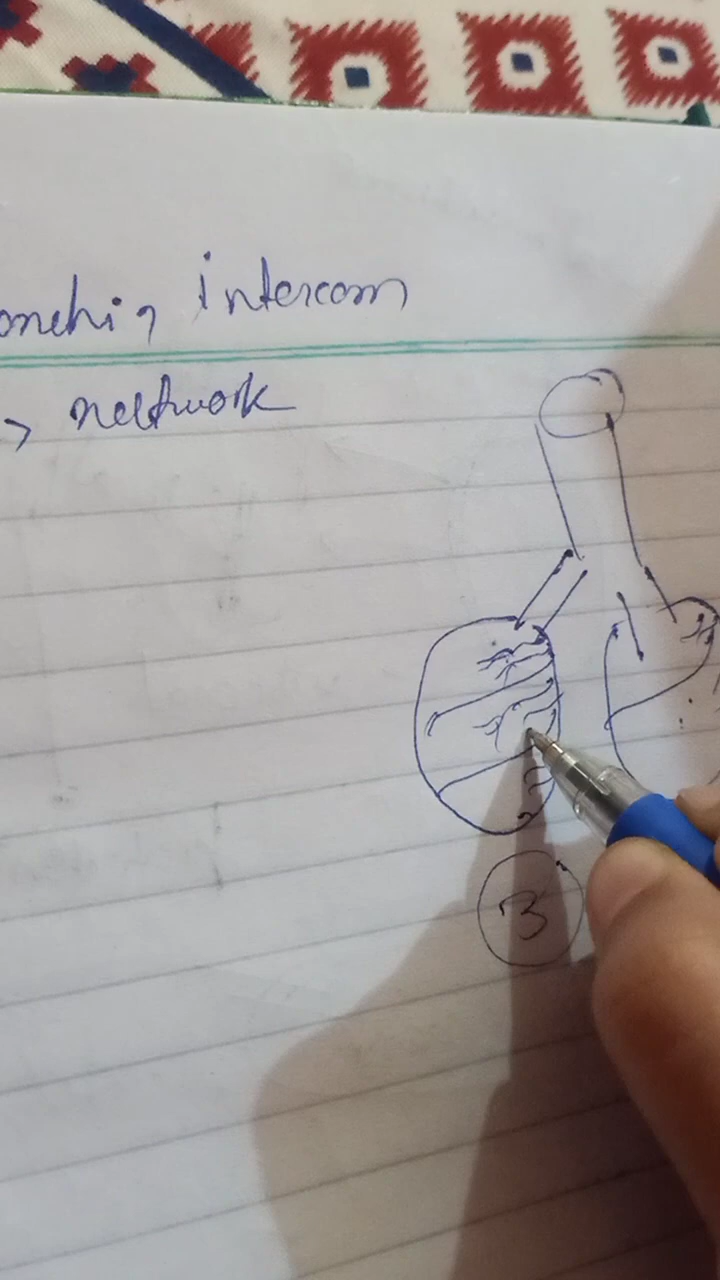 onchi, intercom
→ network
3